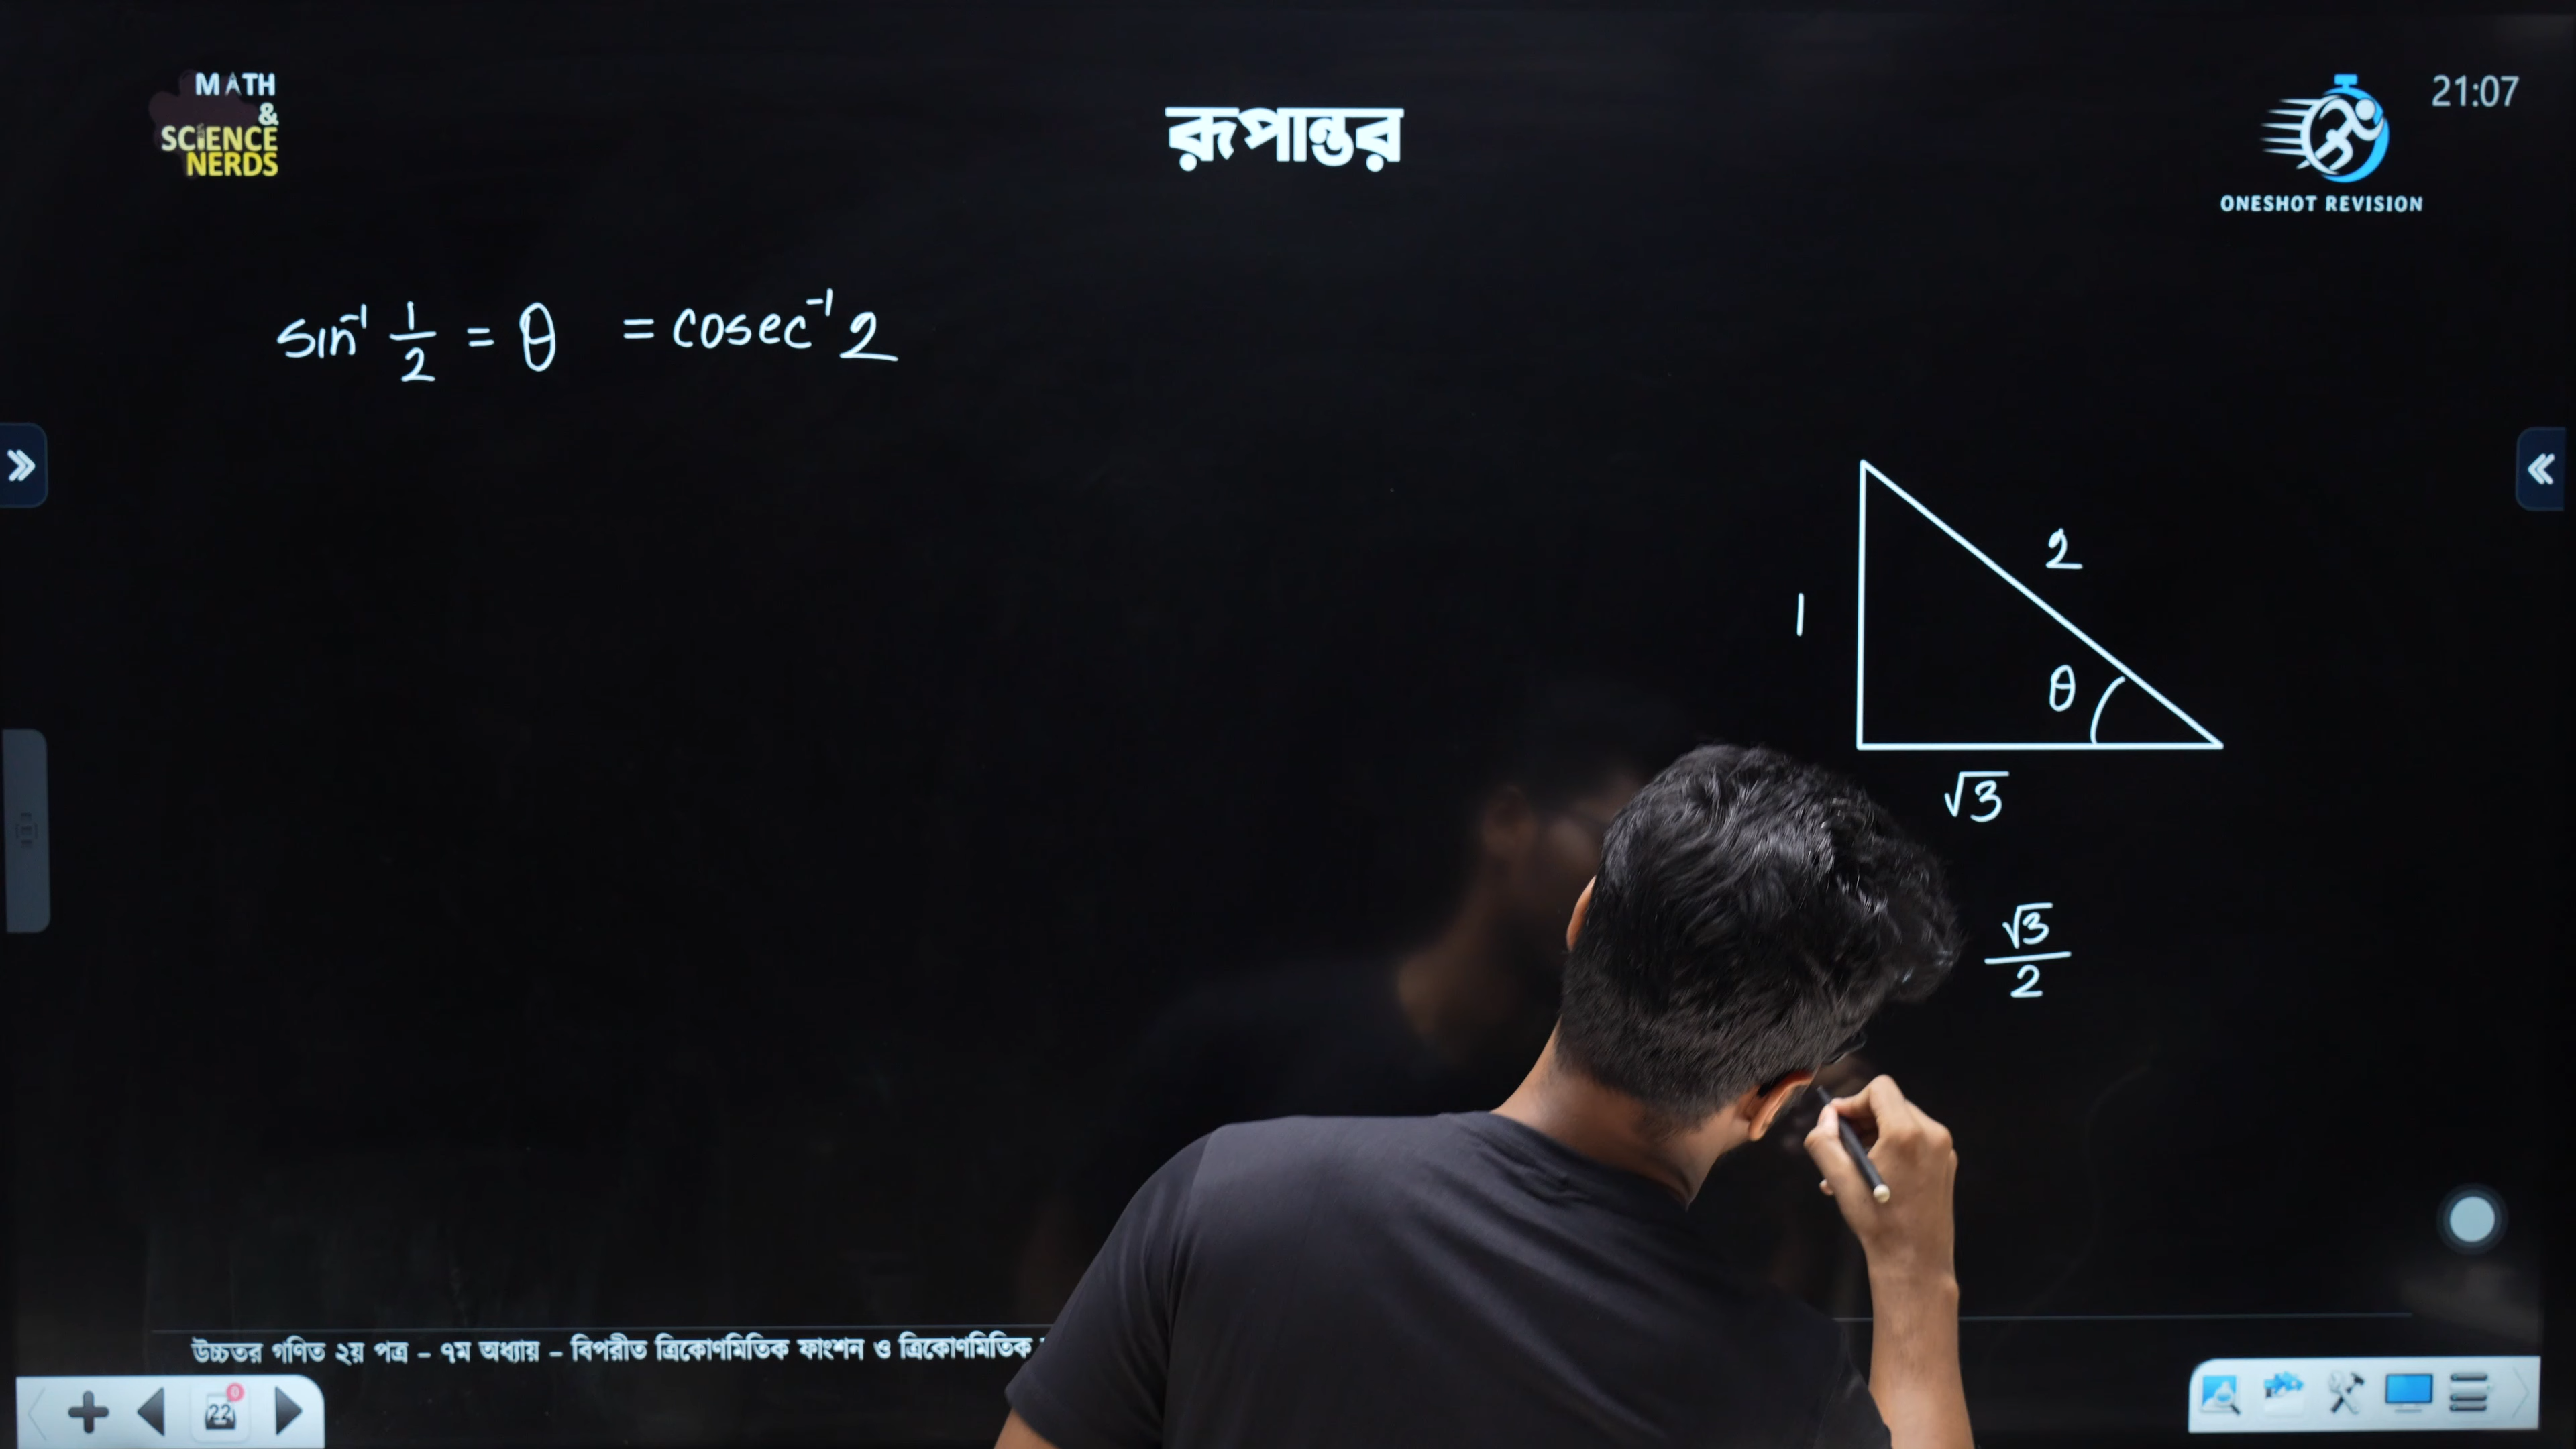 MATH
&
SCIENCE
NERDS
রূপান্তর
21:07
ONESHOT REVISION
sin⁻¹ 1/2 = θ = cosec⁻¹ 2
2
1
θ
√3
√3/2
উচ্চতর গণিত ২য় পত্র – ৭ম অধ্যায় – বিপরীত ত্রিকোণমিতিক ফাংশন ও ত্রিকোণমিতিক
22
0